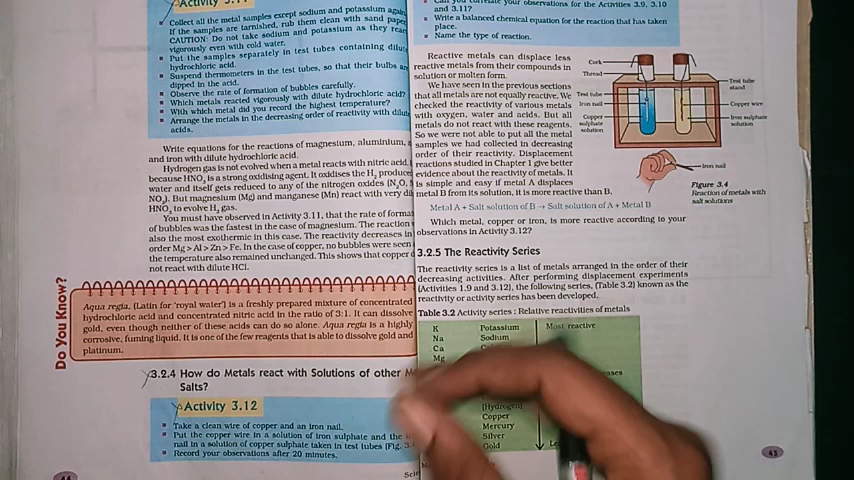 Activity 3.11
Collect all the metal samples except sodium and potassium again
If the samples are tarnished, rub them clean with sand paper
CAUTION: Do not take sodium and potassium as they react
vigorously even with cold water.
Put the samples separately in test tubes containing dilute
hydrochloric acid.
Suspend thermometers in the test tubes, so that their bulbs are
dipped in the acid.
Observe the rate of formation of bubbles carefully.
Which metals reacted vigorously with dilute hydrochloric acid?
With which metal did you record the highest temperature?
Arrange the metals in the decreasing order of reactivity with dilute
acids.
Write equations for the reactions of magnesium, aluminium,
and iron with dilute hydrochloric acid.
Hydrogen gas is not evolved when a metal reacts with nitric acid.
because HNO3 is a strong oxidising agent. It oxidises the H2 produce
water and itself gets reduced to any of the nitrogen oxides (N2O,
NO2). But magnesium (Mg) and manganese (Mn) react with very dil
HNO3 to evolve H2 gas.
You must have observed in Activity 3.11, that the rate of forma
of bubbles was the fastest in the case of magnesium. The reaction
also the most exothermic in this case. The reactivity decreases in
order Mg > Al > Zn > Fe. In the case of copper, no bubbles were seen
the temperature also remained unchanged. This shows that copper d
not react with dilute HCl.
Do You Know?
Aqua regia, (Latin for 'royal water') is a freshly prepared mixture of concentrated
hydrochloric acid and concentrated nitric acid in the ratio of 3:1. It can dissolve
gold, even though neither of these acids can do so alone. Aqua regia is a highly
corrosive, fuming liquid. It is one of the few reagents that is able to dissolve gold and
platinum.
3.2.4 How do Metals react with Solutions of other M
Salts?
Activity 3.12
Take a clean wire of copper and an iron nail.
Put the copper wire in a solution of iron sulphate and the
nail in a solution of copper sulphate taken in test tubes (Fig. 3.
Record your observations after 20 minutes.
44
Scie
Can you correlate your observations for the Activities 3.9, 3.10
and 3.11?
Write a balanced chemical equation for the reaction that has taken
place.
Name the type of reaction.
Reactive metals can displace less
reactive metals from their compounds in
solution or molten form.
We have seen in the previous sections
that all metals are not equally reactive. We
checked the reactivity of various metals
with oxygen, water and acids. But all
metals do not react with these reagents.
So we were not able to put all the metal
samples we had collected in decreasing
order of their reactivity. Displacement
reactions studied in Chapter 1 give better
evidence about the reactivity of metals. It
is simple and easy if metal A displaces
metal B from its solution, it is more reactive than B.
Metal A + Salt solution of B → Salt solution of A + Metal B
Which metal, copper or iron, is more reactive according to your
observations in Activity 3.12?
Cork
Thread
Test tube
Iron nail
Copper
sulphate
solution
Test tube
stand
Copper wire
Iron sulphate
solution
Iron nail
Figure 3.4
Reaction of metals with
salt solutions
3.2.5 The Reactivity Series
The reactivity series is a list of metals arranged in the order of their
decreasing activities. After performing displacement experiments
(Activities 1.9 and 3.12), the following series, (Table 3.2) known as the
reactivity or activity series has been developed.
Table 3.2 Activity series : Relative reactivities of metals
K Potassium Most reactive
Na Sodium
Ca
Mg
[Hydrogen]
Copper
Mercury
Silver
Gold
43